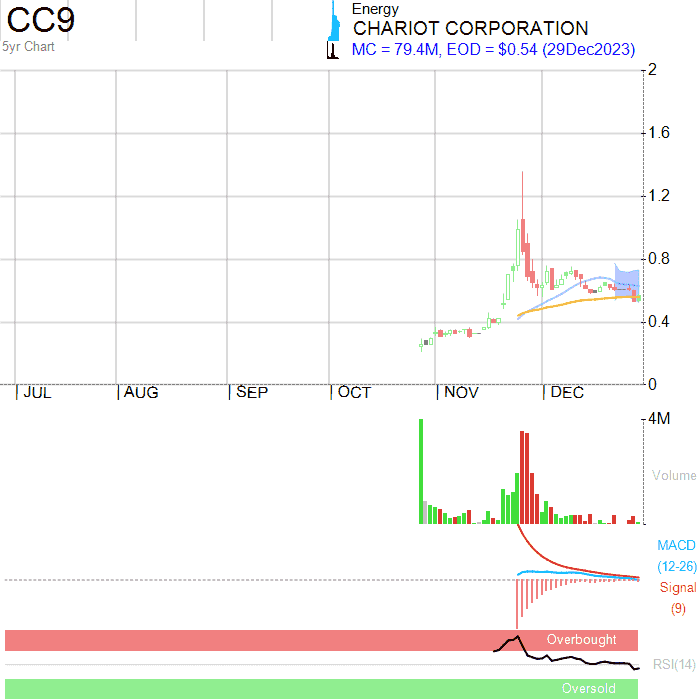 CC9
5yr Chart
Energy
CHARIOT CORPORATION
MC = 79.4M, EOD = $0.54 (29Dec2023)
2
1.6
1.2
0.8
0.4
0
JUL
AUG
SEP
OCT
NOV
DEC
4M
Volume
MACD
(12-26)
Signal
(9)
Overbought
RSI(14)
Oversold